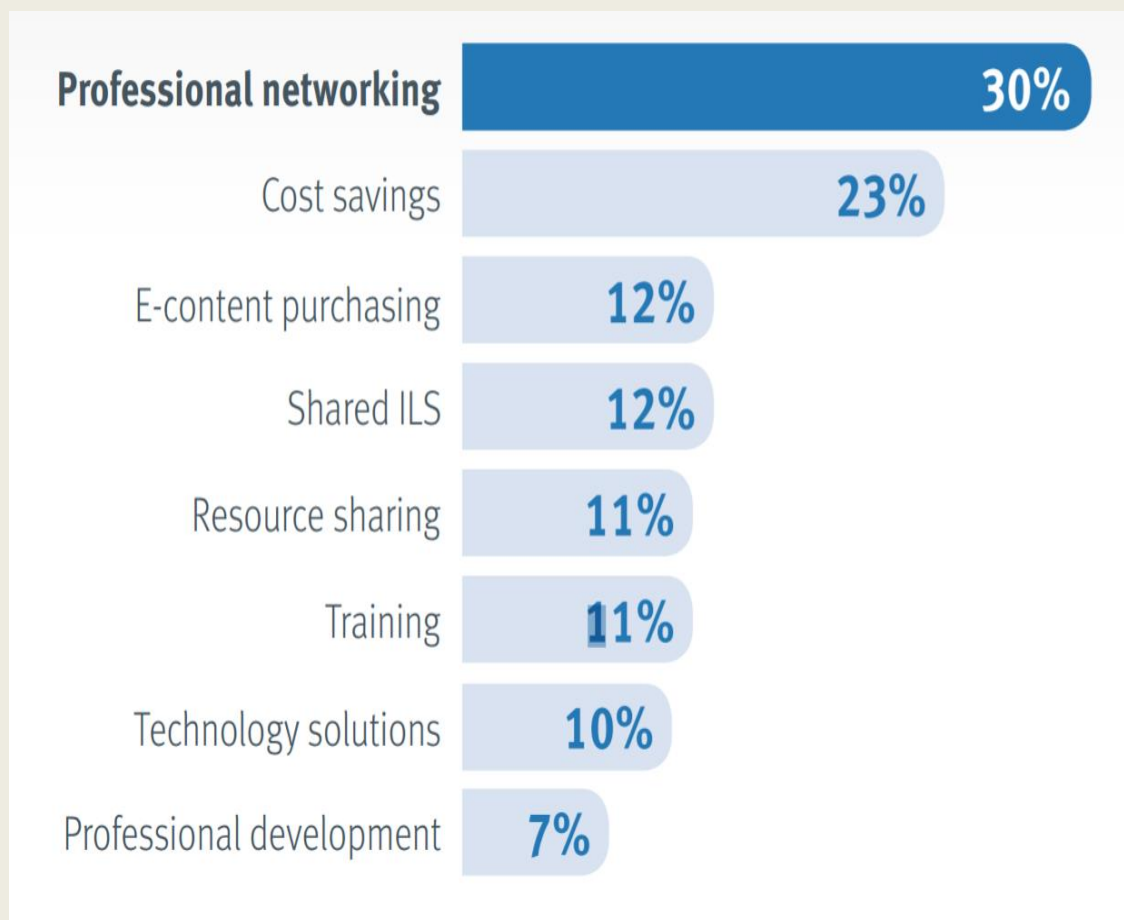 Professional networking 30%
Cost savings 23%
E-content purchasing 12%
Shared ILS 12%
Resource sharing 11%
Training 11%
Technology solutions 10%
Professional development 7%